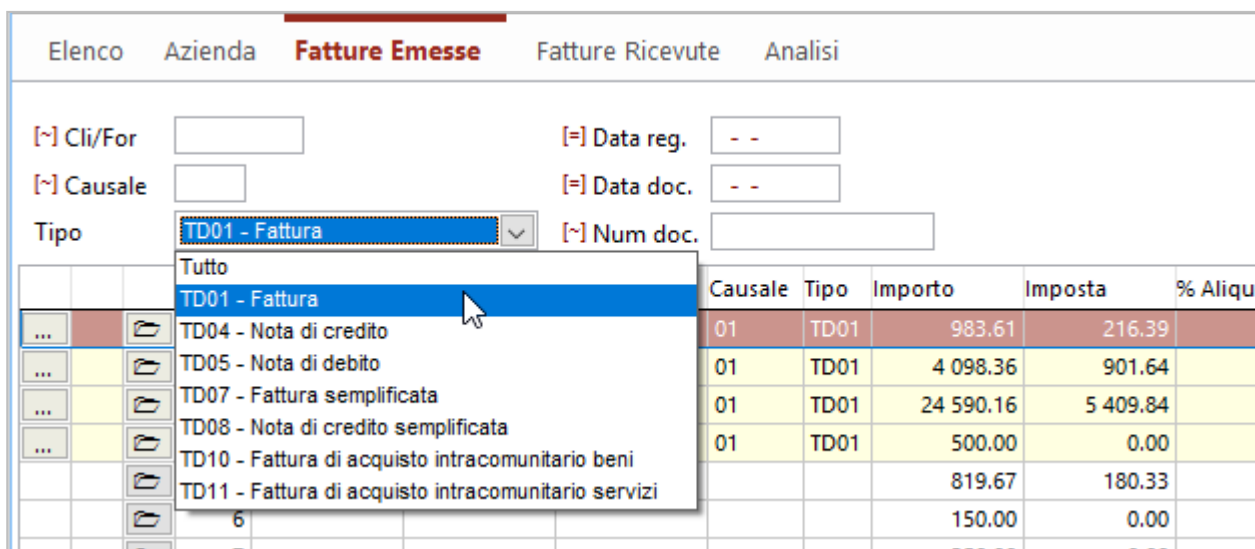 Elenco Azienda Fatture Emesse Fatture Ricevute Analisi
[~] Cli/For [=] Data reg. - -
[~] Causale [=] Data doc. - -
Tipo TD01 - Fattura [~] Num doc.
Tutto
TD01 - Fattura
TD04 - Nota di credito
TD05 - Nota di debito
TD07 - Fattura semplificata
TD08 - Nota di credito semplificata
TD10 - Fattura di acquisto intracomunitario beni
TD11 - Fattura di acquisto intracomunitario servizi
Causale Tipo Importo Imposta % Aliqu
... 01 TD01 983.61 216.39
... 01 TD01 4 098.36 901.64
... 01 TD01 24 590.16 5 409.84
... 01 TD01 500.00 0.00
819.67 180.33
6 150.00 0.00